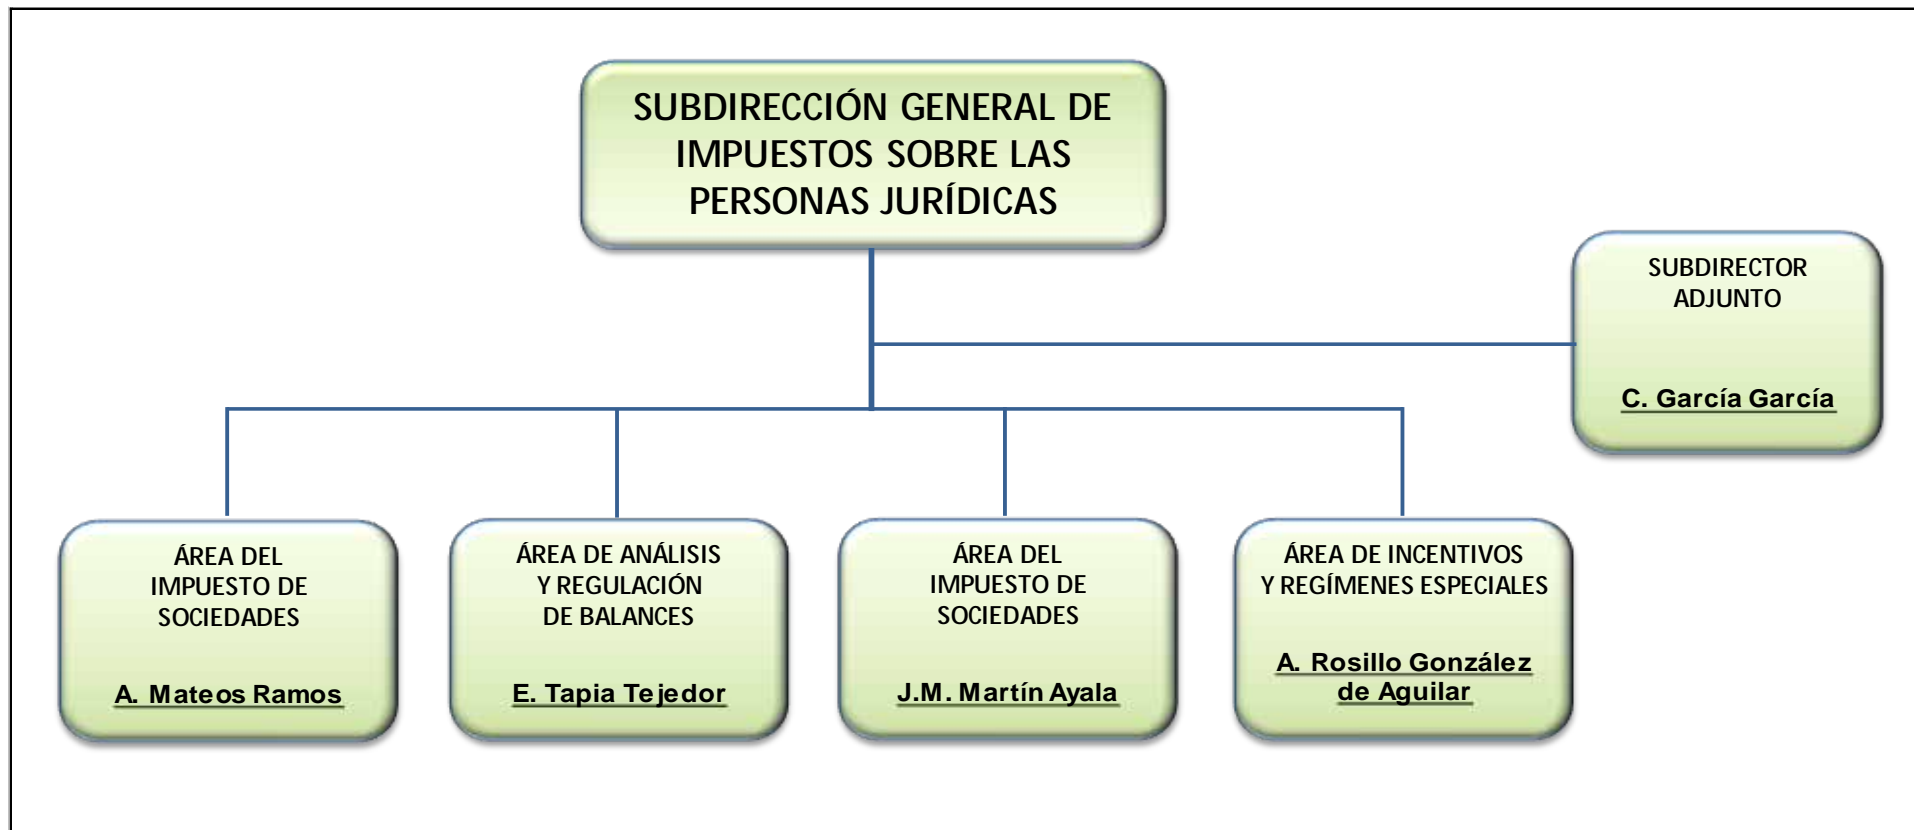 SUBDIRECCIÓN GENERAL DE
IMPUESTOS SOBRE LAS
PERSONAS JURÍDICAS
SUBDIRECTOR
ADJUNTO
C. García García
ÁREA DEL
IMPUESTO DE
SOCIEDADES
A. Mateos Ramos
ÁREA DE ANÁLISIS
Y REGULACIÓN
DE BALANCES
E. Tapia Tejedor
ÁREA DEL
IMPUESTO DE
SOCIEDADES
J.M. Martín Ayala
ÁREA DE INCENTIVOS
Y REGÍMENES ESPECIALES
A. Rosillo González
de Aguilar